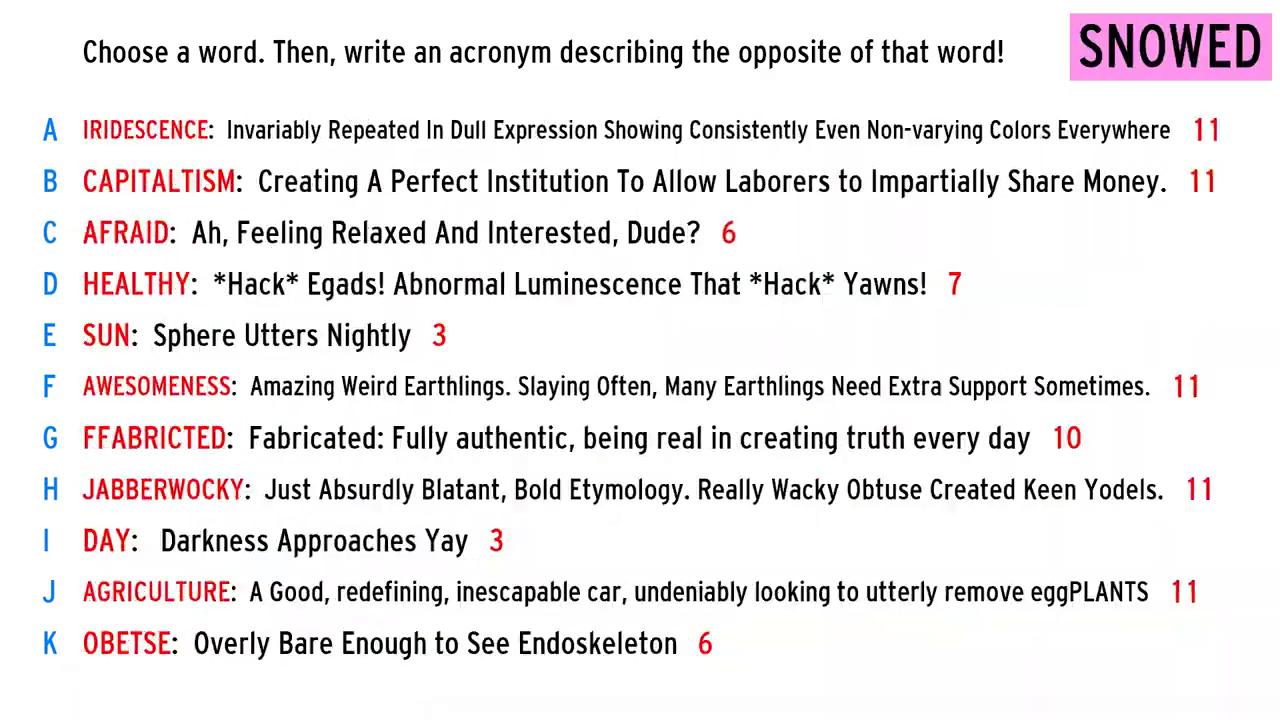 Choose a word. Then, write an acronym describing the opposite of that word!
SNOWED
A IRIDESCENCE: Invariably Repeated In Dull Expression Showing Consistently Even Non-varying Colors Everywhere 11
B CAPITALTISM: Creating A Perfect Institution To Allow Laborers to Impartially Share Money. 11
C AFRAID: Ah, Feeling Relaxed And Interested, Dude? 6
D HEALTHY: *Hack* Egads! Abnormal Luminescence That *Hack* Yawns! 7
E SUN: Sphere Utters Nightly 3
F AWESOMENESS: Amazing Weird Earthlings. Slaying Often, Many Earthlings Need Extra Support Sometimes. 11
G FFABRICTED: Fabricated: Fully authentic, being real in creating truth every day 10
H JABBERWOCKY: Just Absurdly Blatant, Bold Etymology. Really Wacky Obtuse Created Keen Yodels. 11
I DAY: Darkness Approaches Yay 3
J AGRICULTURE: A Good, redefining, inescapable car, undeniably looking to utterly remove eggPLANTS 11
K OBETSE: Overly Bare Enough to See Endoskeleton 6